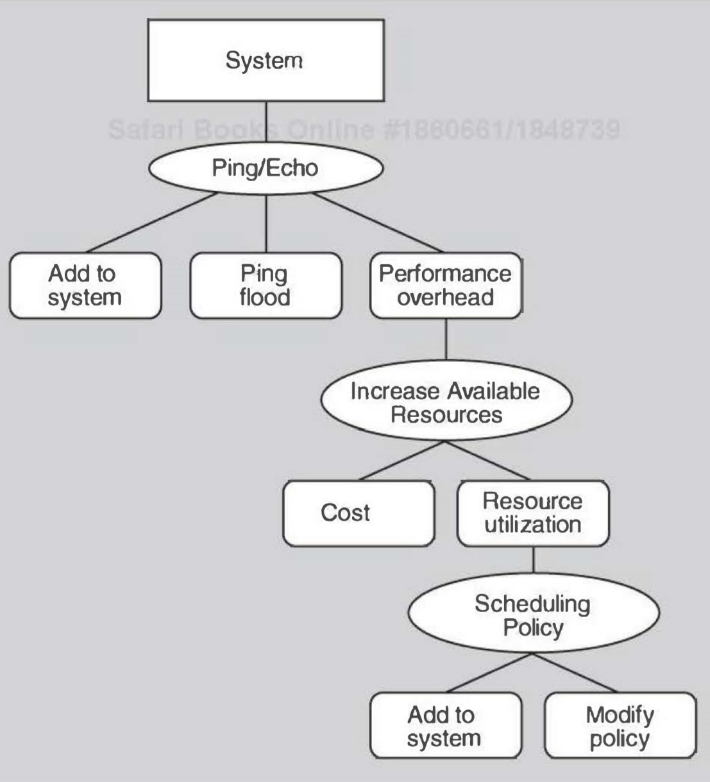 System
Safari Books Online #1860661/1848739
Ping/Echo
Add to
system
Ping
flood
Performance
overhead
Increase Available
Resources
Cost
Resource
utilization
Scheduling
Policy
Add to
system
Modify
policy